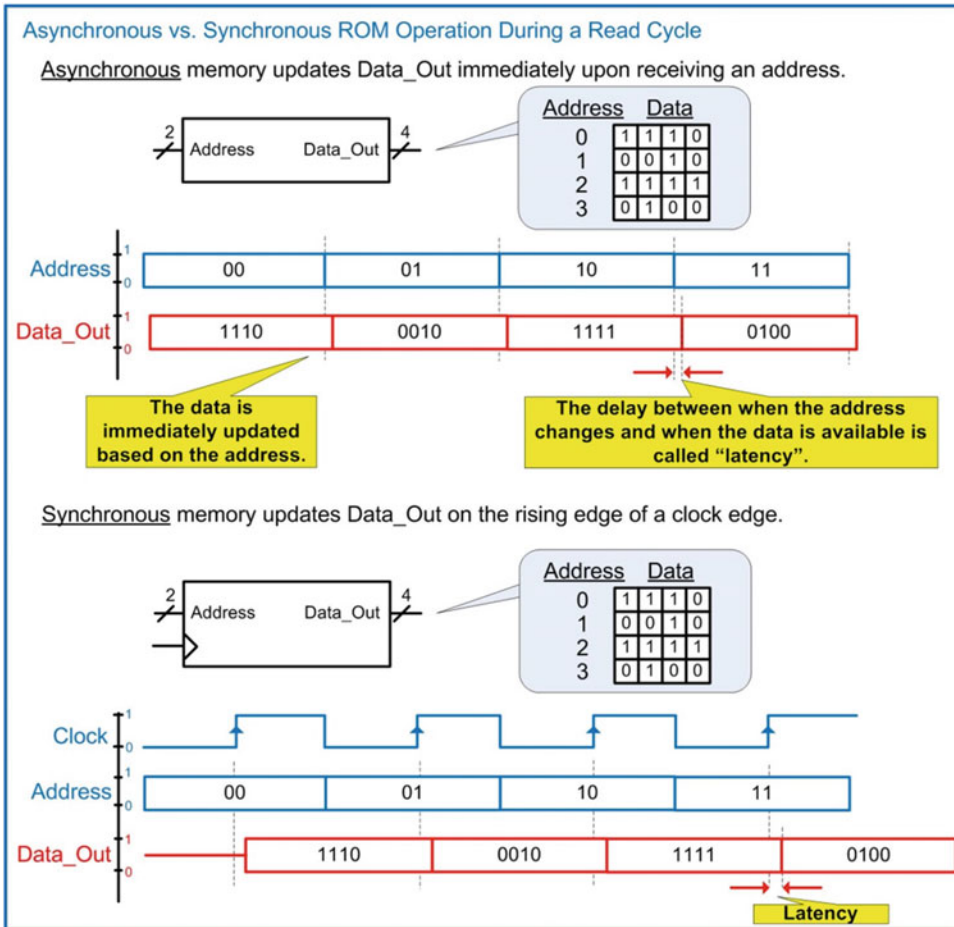 Asynchronous vs. Synchronous ROM Operation During a Read Cycle
Asynchronous memory updates Data_Out immediately upon receiving an address.
2 Address Data_Out 4
Address Data
0 1 1 1 0
1 0 0 1 0
2 1 1 1 1
3 0 1 0 0
Address 1 0 00 01 10 11
Data_Out 1 0 1110 0010 1111 0100
The data is
immediately updated
based on the address.
The delay between when the address
changes and when the data is available is
called “latency”.
Synchronous memory updates Data_Out on the rising edge of a clock edge.
2 Address Data_Out 4
Address Data
0 1 1 1 0
1 0 0 1 0
2 1 1 1 1
3 0 1 0 0
Clock 1 0
Address 1 0 00 01 10 11
Data_Out 1 0 1110 0010 1111 0100
Latency